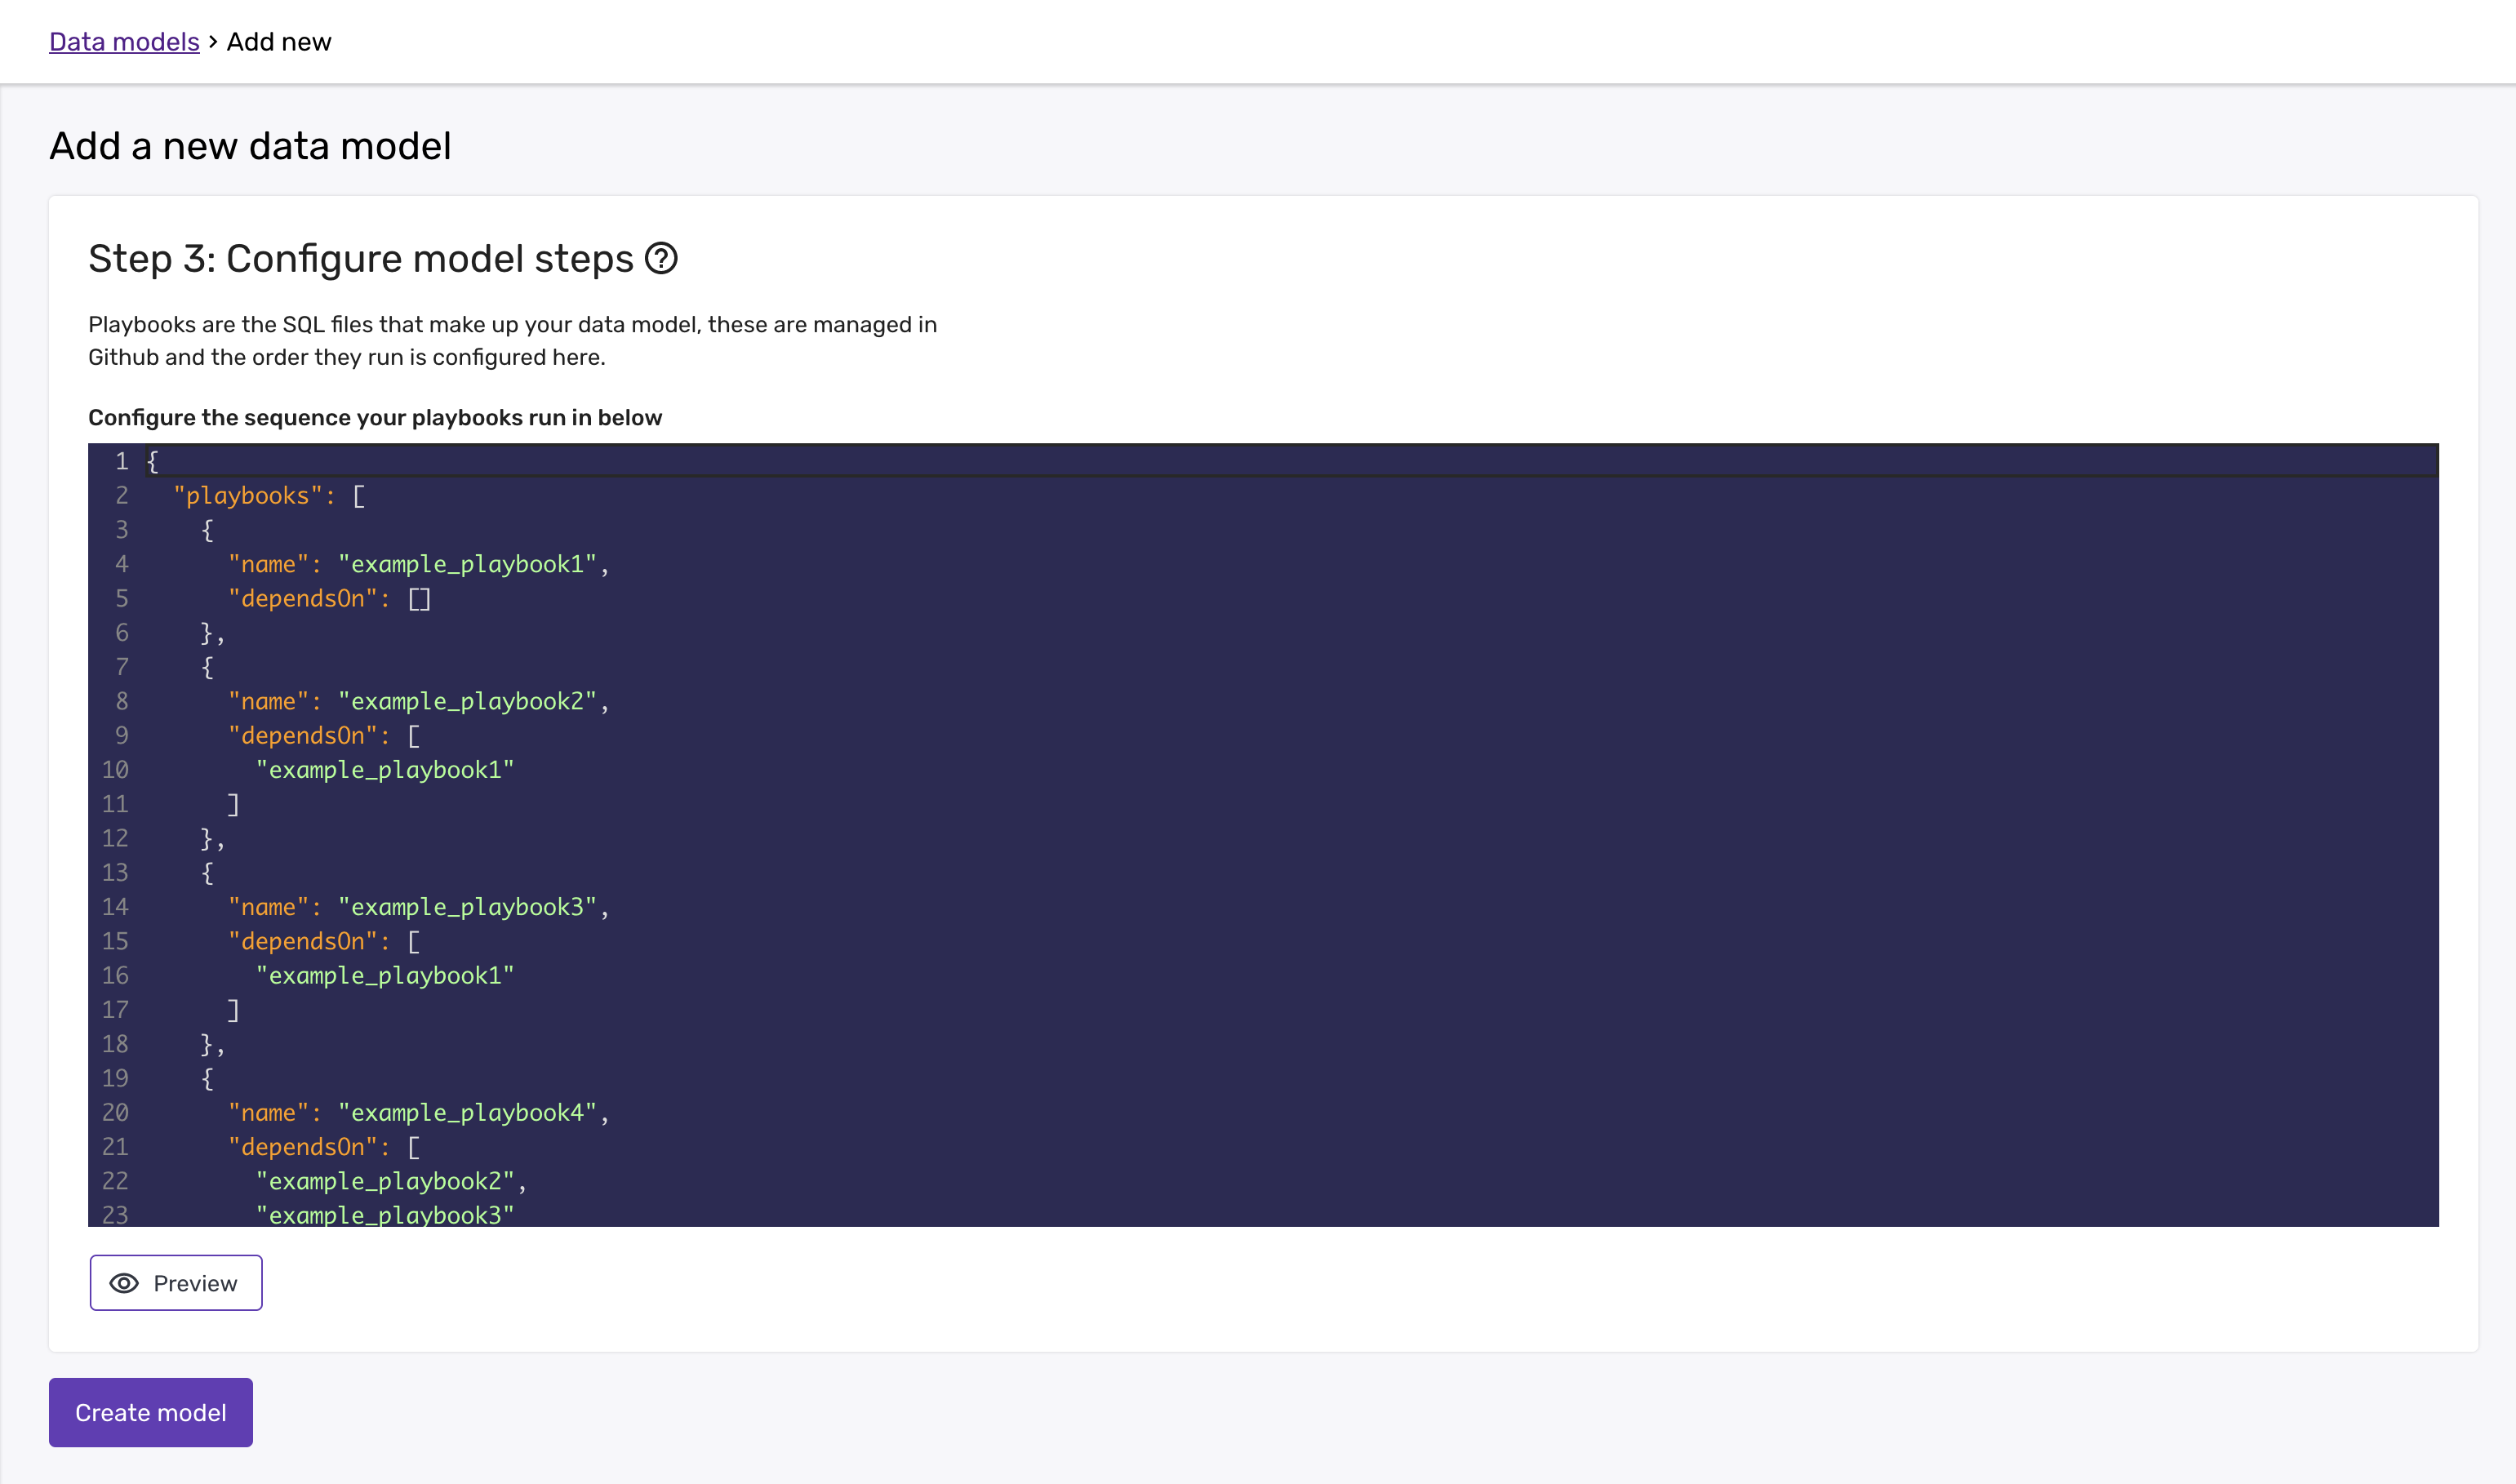 Data models > Add new
Add a new data model
Step 3: Configure model steps
Playbooks are the SQL files that make up your data model, these are managed in
Github and the order they run is configured here.
Configure the sequence your playbooks run in below
1 {
2   "playbooks": [
3     {
4       "name": "example_playbook1",
5       "dependsOn": []
6     },
7     {
8       "name": "example_playbook2",
9       "dependsOn": [
10         "example_playbook1"
11       ]
12     },
13     {
14       "name": "example_playbook3",
15       "dependsOn": [
16         "example_playbook1"
17       ]
18     },
19     {
20       "name": "example_playbook4",
21       "dependsOn": [
22         "example_playbook2",
23         "example_playbook3"
Preview
Create model